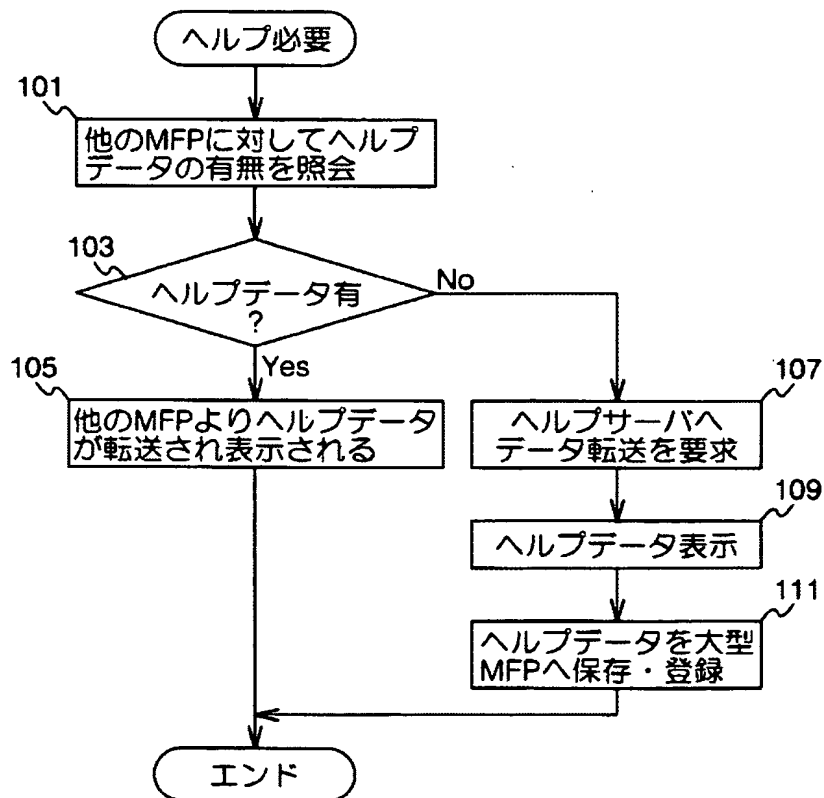 ヘルプ必要
101
他のMFPに対してヘルプ
データの有無を照会
103
ヘルプデータ有
?
No
Yes
105
他のMFPよりヘルプデータ
が転送され表示される
107
ヘルプサーバへ
データ転送を要求
109
ヘルプデータ表示
111
ヘルプデータを大型
MFPへ保存・登録
エンド